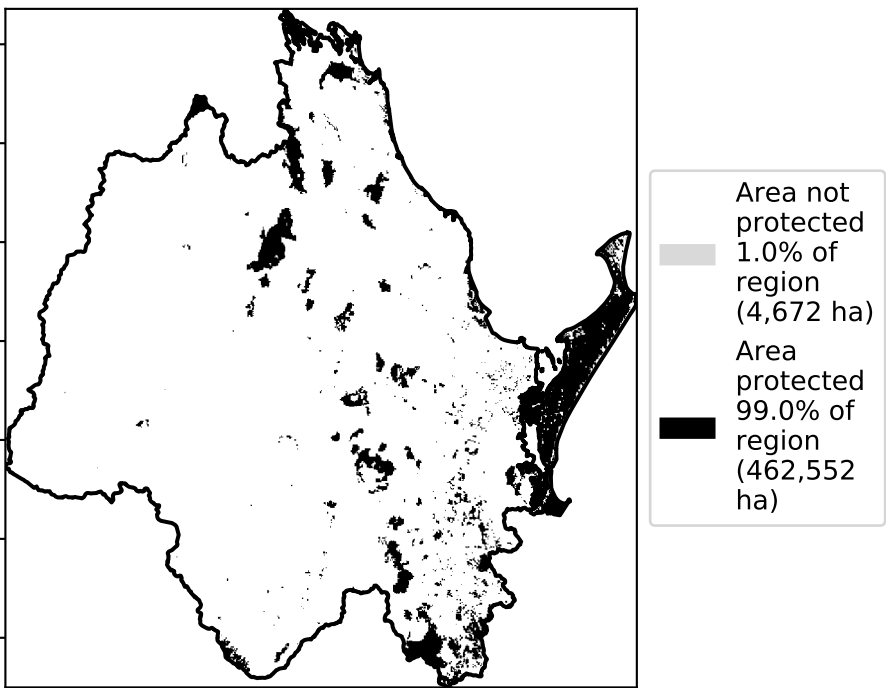 Area not
protected
1.0% of
region
(4,672 ha)
Area
protected
99.0% of
region
(462,552
ha)